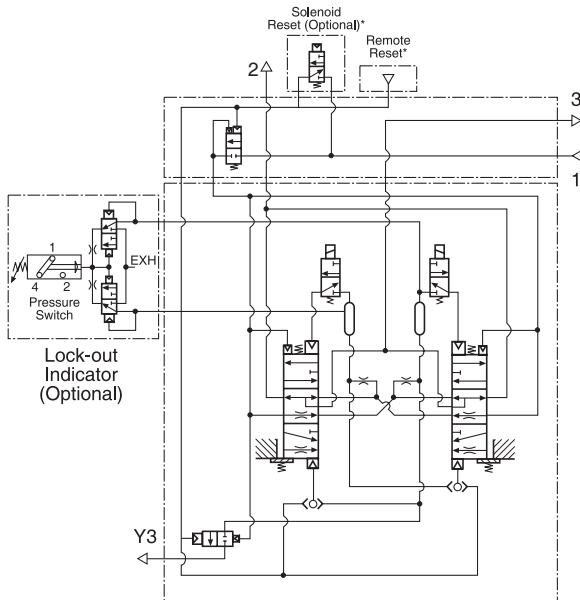 Solenoid
Reset (Optional)*
Remote
Reset*
2
3
1
EXH
1
4 2
Pressure
Switch
Lock-out
Indicator
(Optional)
Y3